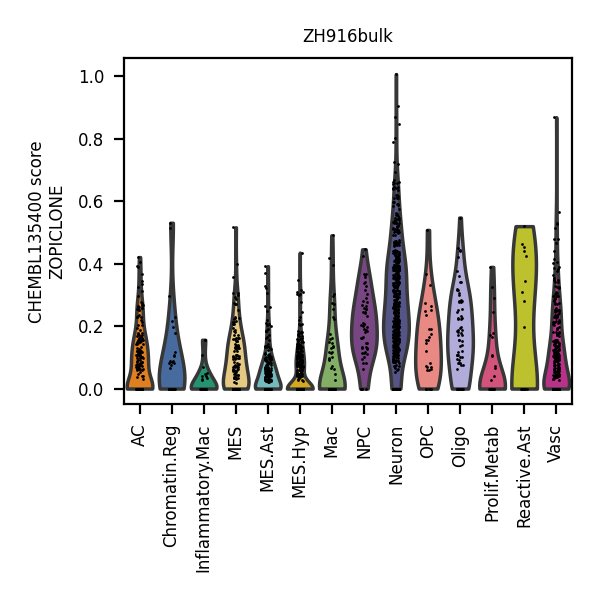 ZH916bulk
CHEMBL135400 score
ZOPICLONE
1.0
0.8
0.6
0.4
0.2
0.0
AC
Chromatin.Reg
Inflammatory.Mac
MES
MES.Ast
MES.Hyp
Mac
NPC
Neuron
OPC
Oligo
Prolif.Metab
Reactive.Ast
Vasc